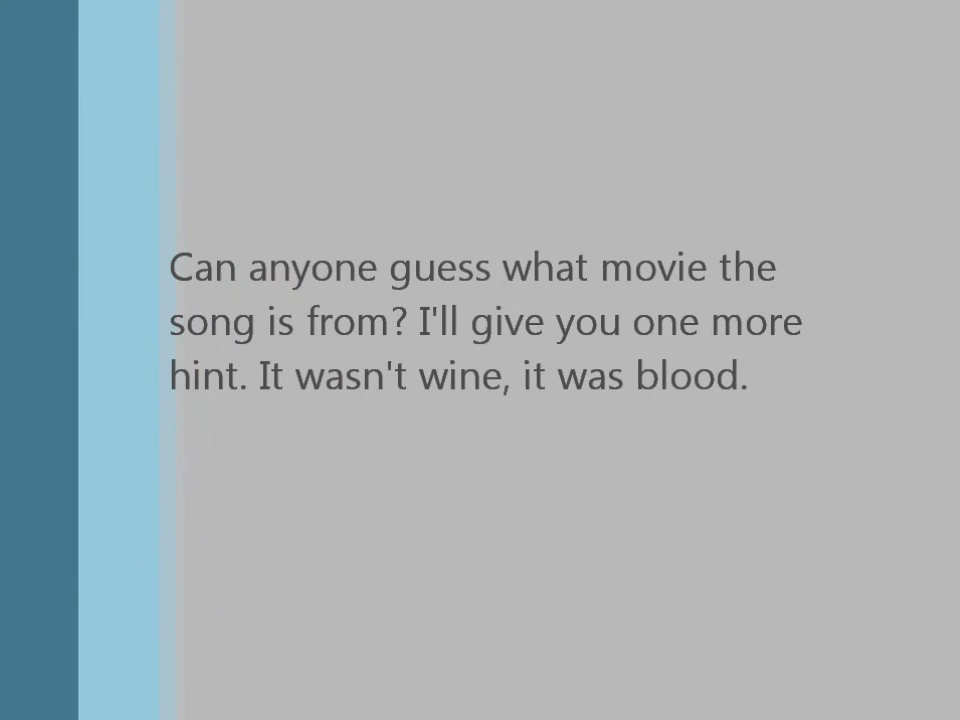 Can anyone guess what movie the
song is from? I'll give you one more
hint. It wasn't wine, it was blood.